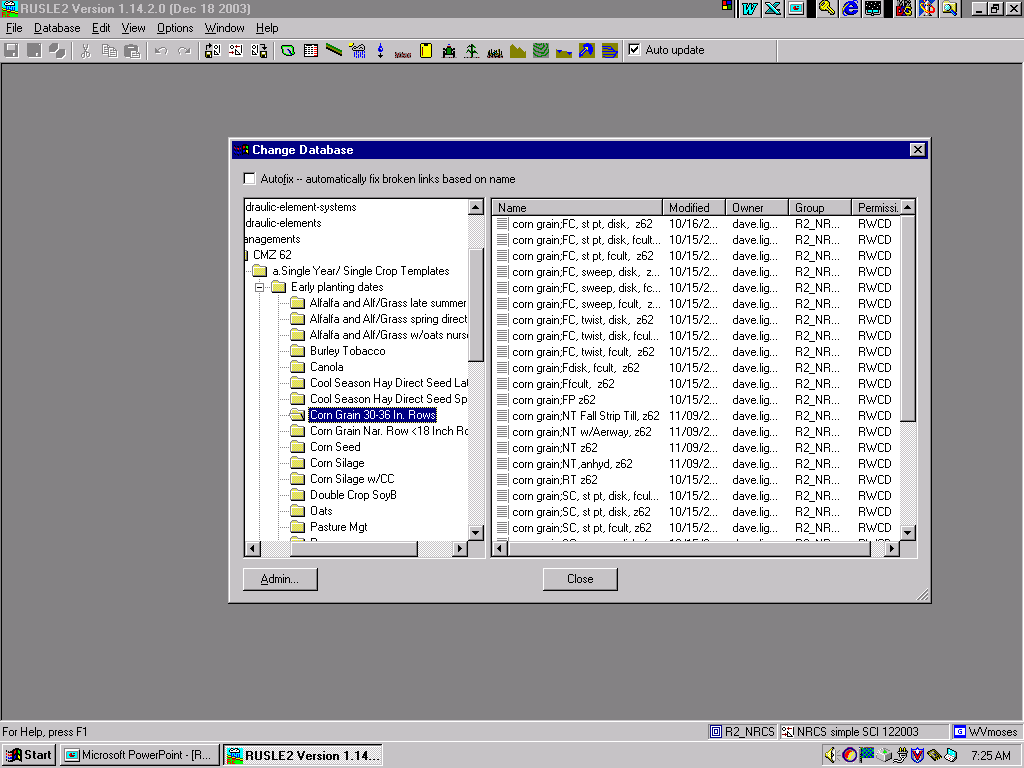 RUSLE2 Version 1.14.2.0 (Dec 18 2003)
File Database Edit View Options Window Help
Auto update
Change Database
Autofix -- automatically fix broken links based on name
draulic-element-systems
draulic-elements
anagements
CMZ 62
a.Single Year/ Single Crop Templates
Early planting dates
Alfalfa and Alf/Grass late summer
Alfalfa and Alf/Grass spring direct
Alfalfa and Alf/Grass w/oats nurse
Burley Tobacco
Canola
Cool Season Hay Direct Seed Lat
Cool Season Hay Direct Seed Sp
Corn Grain 30-36 In. Rows
Corn Grain Nar. Row <18 Inch Ro
Corn Seed
Corn Silage
Corn Silage w/CC
Double Crop SoyB
Oats
Pasture Mgt
Name Modified Owner Group Permissi...
corn grain;FC, st pt, disk, z62 10/16/2... dave.lig... R2_NR... RWCD
corn grain;FC, st pt, disk, fcult... 10/15/2... dave.lig... R2_NR... RWCD
corn grain;FC, st pt, fcult, z62 10/15/2... dave.lig... R2_NR... RWCD
corn grain;FC, sweep, disk, z... 10/15/2... dave.lig... R2_NR... RWCD
corn grain;FC, sweep, disk, fc... 10/15/2... dave.lig... R2_NR... RWCD
corn grain;FC, sweep, fcult, z... 10/15/2... dave.lig... R2_NR... RWCD
corn grain;FC, twist, disk, z62 10/15/2... dave.lig... R2_NR... RWCD
corn grain;FC, twist, disk, fcul... 10/15/2... dave.lig... R2_NR... RWCD
corn grain;FC, twist, fcult, z62 10/15/2... dave.lig... R2_NR... RWCD
corn grain;Fdisk, fcult, z62 10/15/2... dave.lig... R2_NR... RWCD
corn grain;Ffcult, z62 10/15/2... dave.lig... R2_NR... RWCD
corn grain;FP z62 10/15/2... dave.lig... R2_NR... RWCD
corn grain;NT Fall Strip Till, z62 11/09/2... dave.lig... R2_NR... RWCD
corn grain;NT w/Aerway, z62 11/09/2... dave.lig... R2_NR... RWCD
corn grain;NT z62 11/09/2... dave.lig... R2_NR... RWCD
corn grain;NT,anhyd, z62 11/09/2... dave.lig... R2_NR... RWCD
corn grain;RT z62 10/15/2... dave.lig... R2_NR... RWCD
corn grain;SC, st pt, disk, fcul... 10/15/2... dave.lig... R2_NR... RWCD
corn grain;SC, st pt, disk, z62 10/15/2... dave.lig... R2_NR... RWCD
corn grain;SC, st pt, fcult, z62 10/15/2... dave.lig... R2_NR... RWCD
Admin... Close
For Help, press F1 R2_NRCS NRCS simple SCI 122003 WVmoses
Start Microsoft PowerPoint - [R... RUSLE2 Version 1.14... 7:25 AM